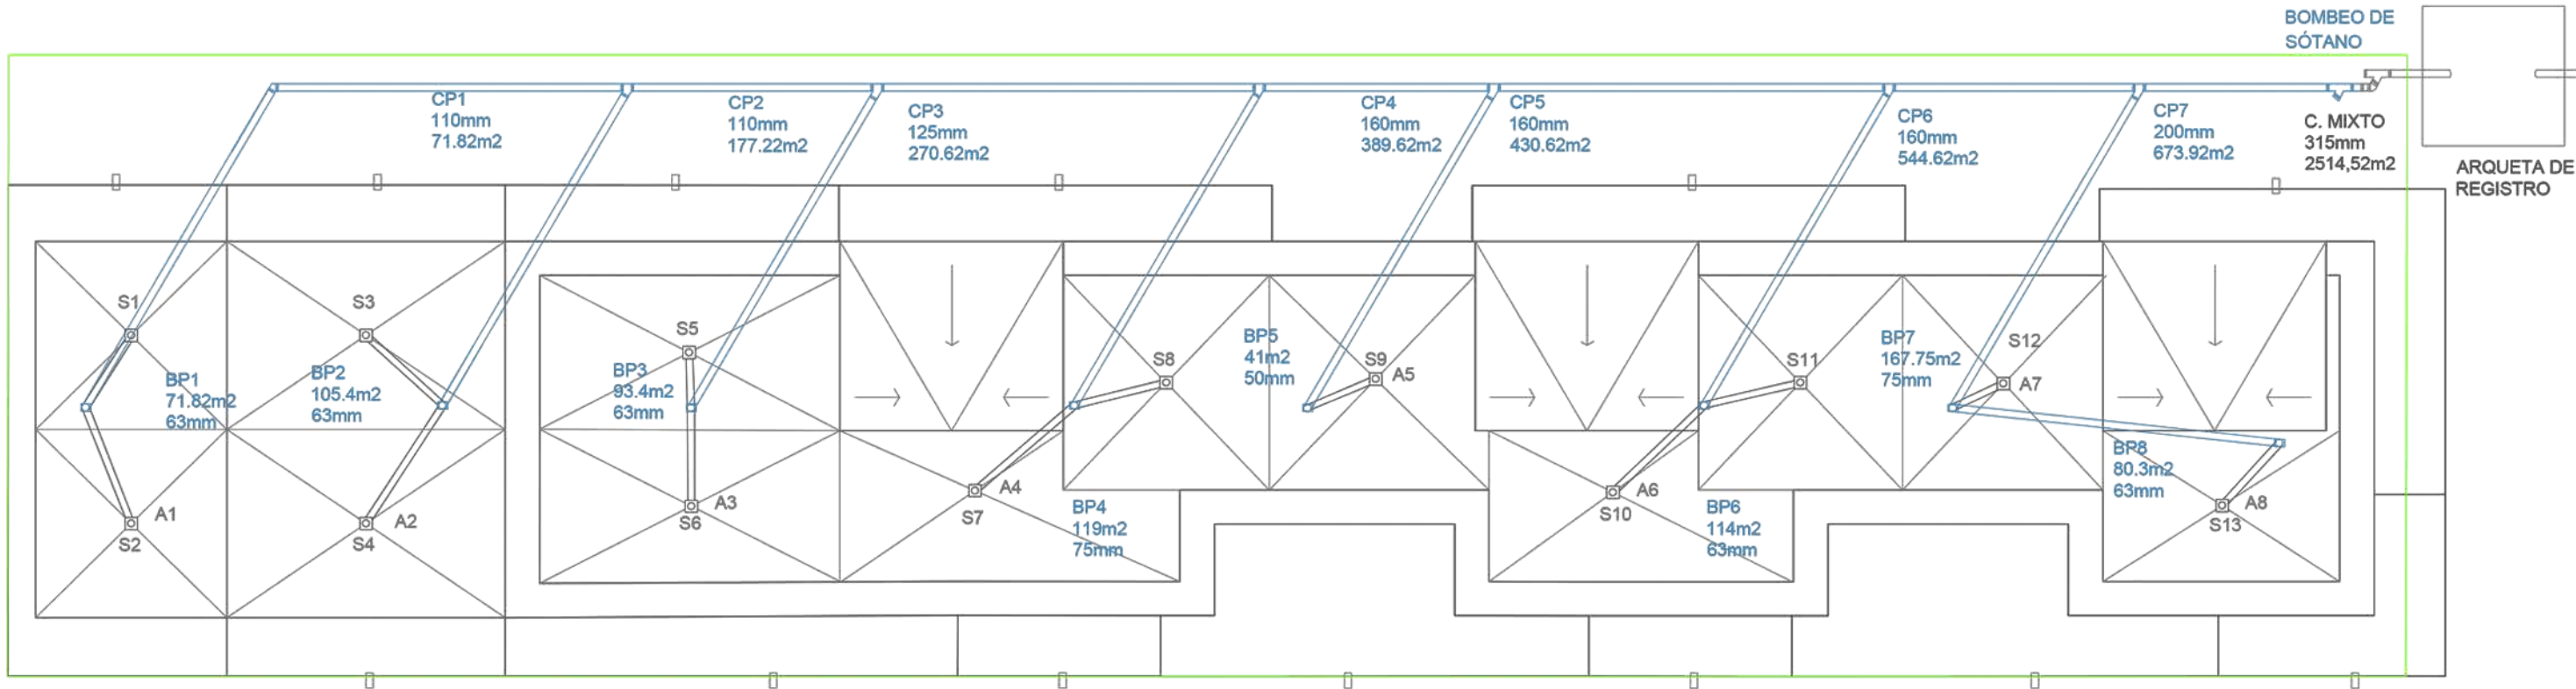 BOMBEO DE
SÓTANO
CP1
110mm
71.82m2
CP2
110mm
177.22m2
CP3
125mm
270.62m2
CP4
160mm
389.62m2
CP5
160mm
430.62m2
CP6
160mm
544.62m2
CP7
200mm
673.92m2
C. MIXTO
315mm
2514,52m2
ARQUETA DE
REGISTRO
S1
S3
S5
S8
S9
A5
S11
S12
A7
BP1
71.82m2
63mm
BP2
105.4m2
63mm
BP3
93.4m2
63mm
BP5
41m2
50mm
BP7
167.75m2
75mm
A1
S2
A2
S4
A3
S6
A4
S7
BP4
119m2
75mm
A6
S10
BP6
114m2
63mm
BP8
80.3m2
63mm
A8
S13